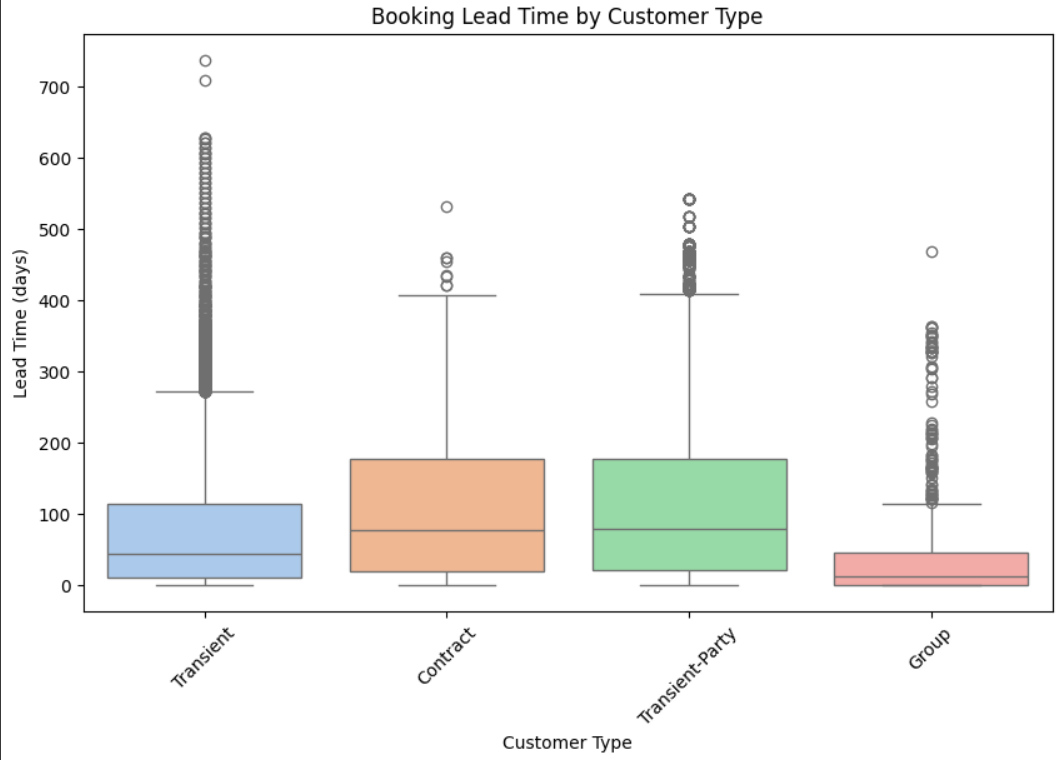 Booking Lead Time by Customer Type
Lead Time (days)
700
600
500
400
300
200
100
0
Transient
Contract
Transient-Party
Group
Customer Type